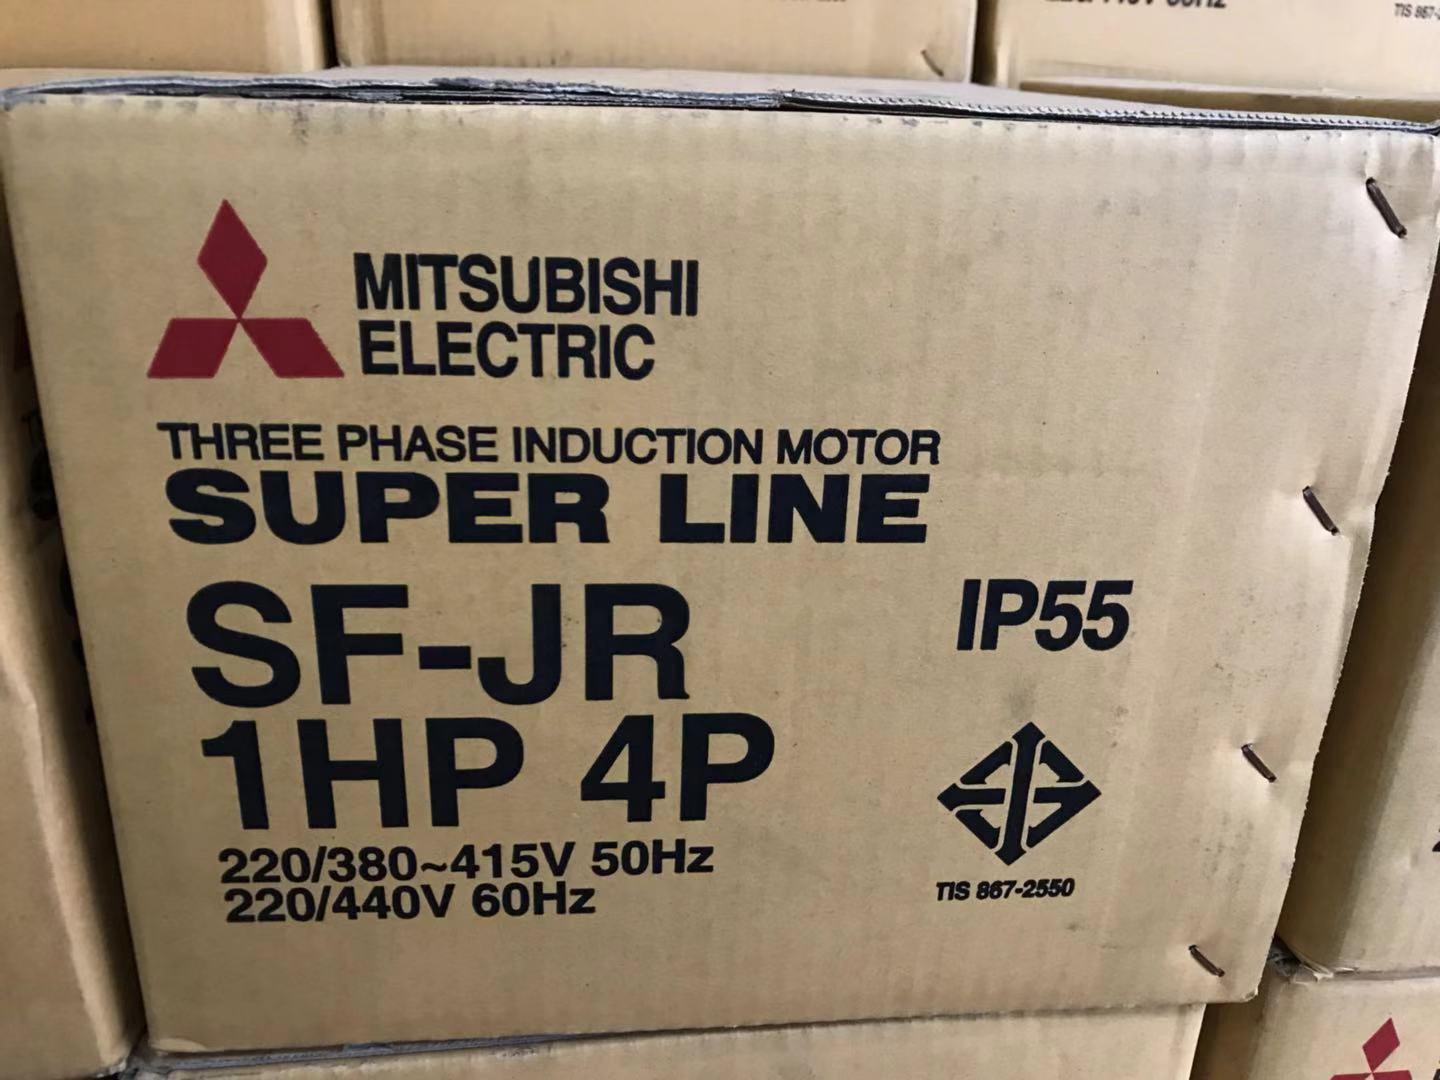 MITSUBISHI
ELECTRIC
THREE PHASE INDUCTION MOTOR
SUPER LINE
SF-JR
IP55
1HP 4P
220/380~415V 50Hz
220/440V 60Hz
TIS 867-2550